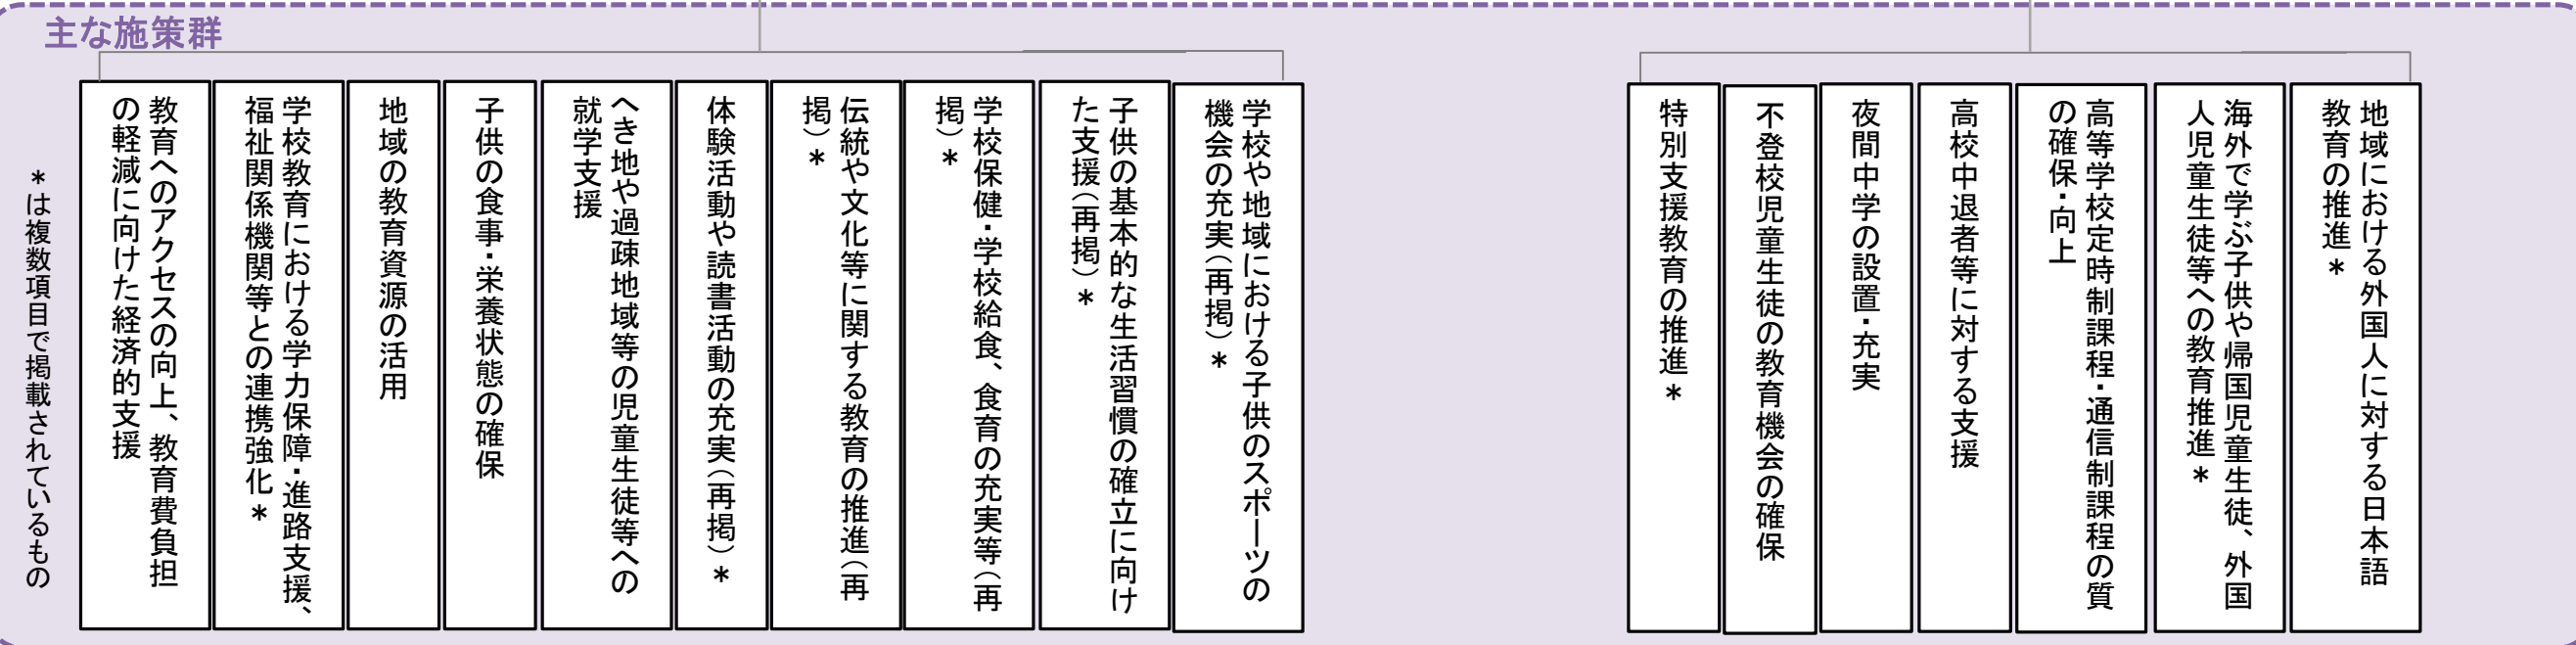 主な施策群
教育へのアクセスの向上、教育費負担
の軽減に向けた経済的支援
学校教育における学力保障・進路支援、
福祉関係機関等との連携強化*
地域の教育資源の活用
子供の食事・栄養状態の確保
へき地や過疎地域等の児童生徒等への
就学支援
体験活動や読書活動の充実(再掲)*
伝統や文化等に関する教育の推進(再
掲)*
学校保健・学校給食、食育の充実等(再
掲)*
子供の基本的な生活習慣の確立に向け
た支援(再掲)*
学校や地域における子供のスポーツの
機会の充実(再掲)*
特別支援教育の推進*
不登校児童生徒の教育機会の確保
夜間中学の設置・充実
高校中退者等に対する支援
高等学校定時制課程・通信制課程の質
の確保・向上
海外で学ぶ子供や帰国児童生徒、外国
人児童生徒等への教育推進*
地域における外国人に対する日本語
教育の推進*
*は複数項目で掲載されているもの